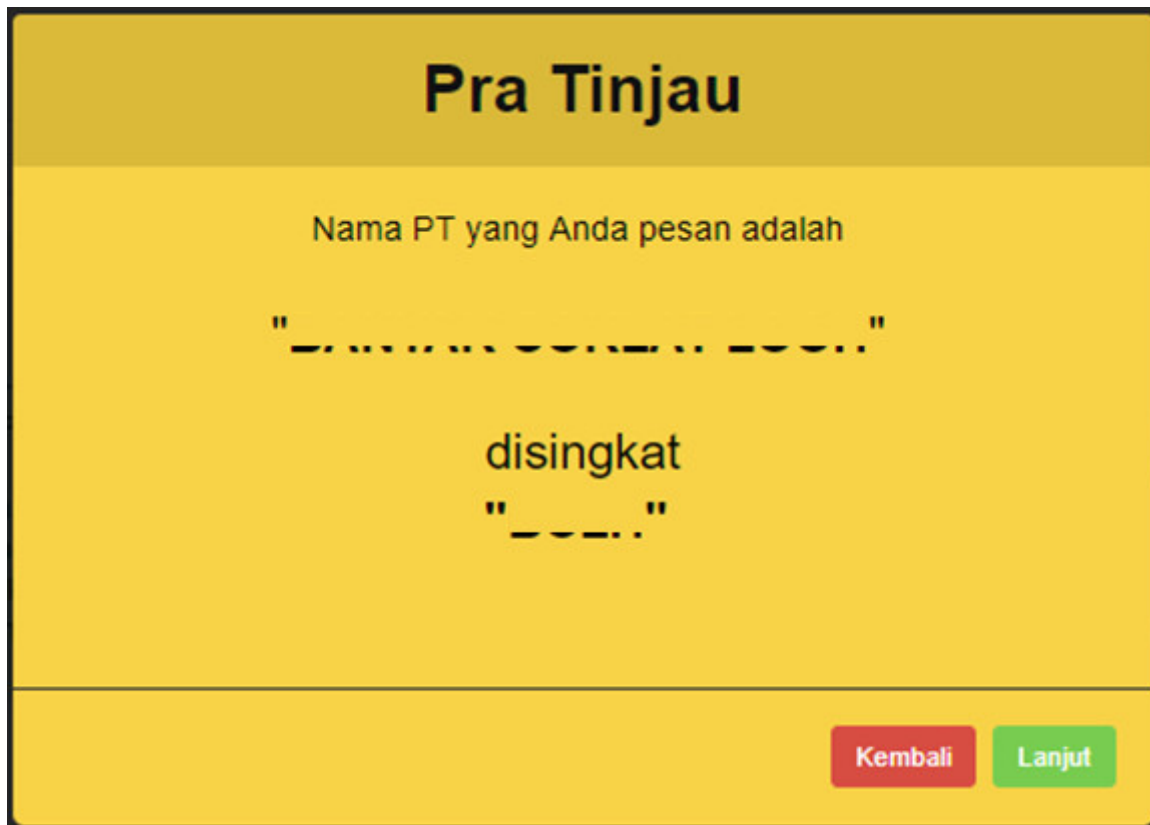 Pra Tinjau
Nama PT yang Anda pesan adalah
" "
disingkat
" "
Kembali
Lanjut